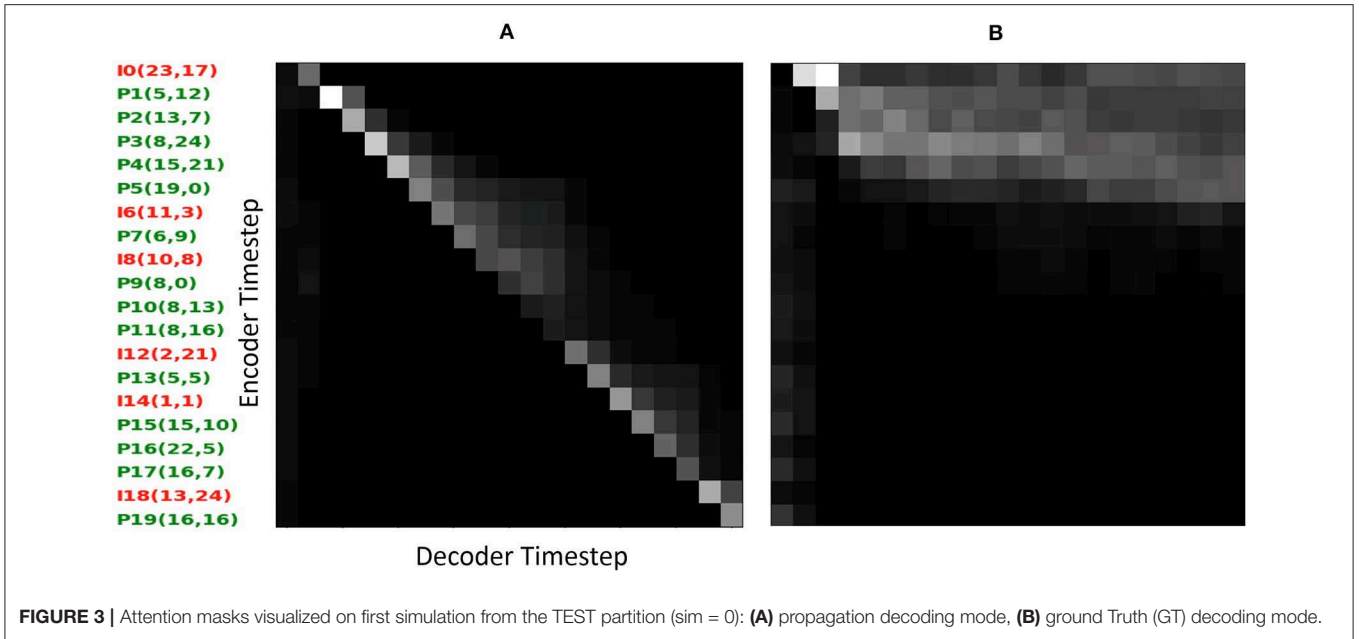 A
B
I0(23,17)
P1(5,12)
P2(13,7)
P3(8,24)
P4(15,21)
P5(19,0)
I6(11,3)
P7(6,9)
I8(10,8)
P9(8,0)
P10(8,13)
P11(8,16)
I12(2,21)
P13(5,5)
I14(1,1)
P15(15,10)
P16(22,5)
P17(16,7)
I18(13,24)
P19(16,16)
Encoder Timestep
Decoder Timestep
FIGURE 3 | Attention masks visualized on first simulation from the TEST partition (sim = 0): (A) propagation decoding mode, (B) ground Truth (GT) decoding mode.